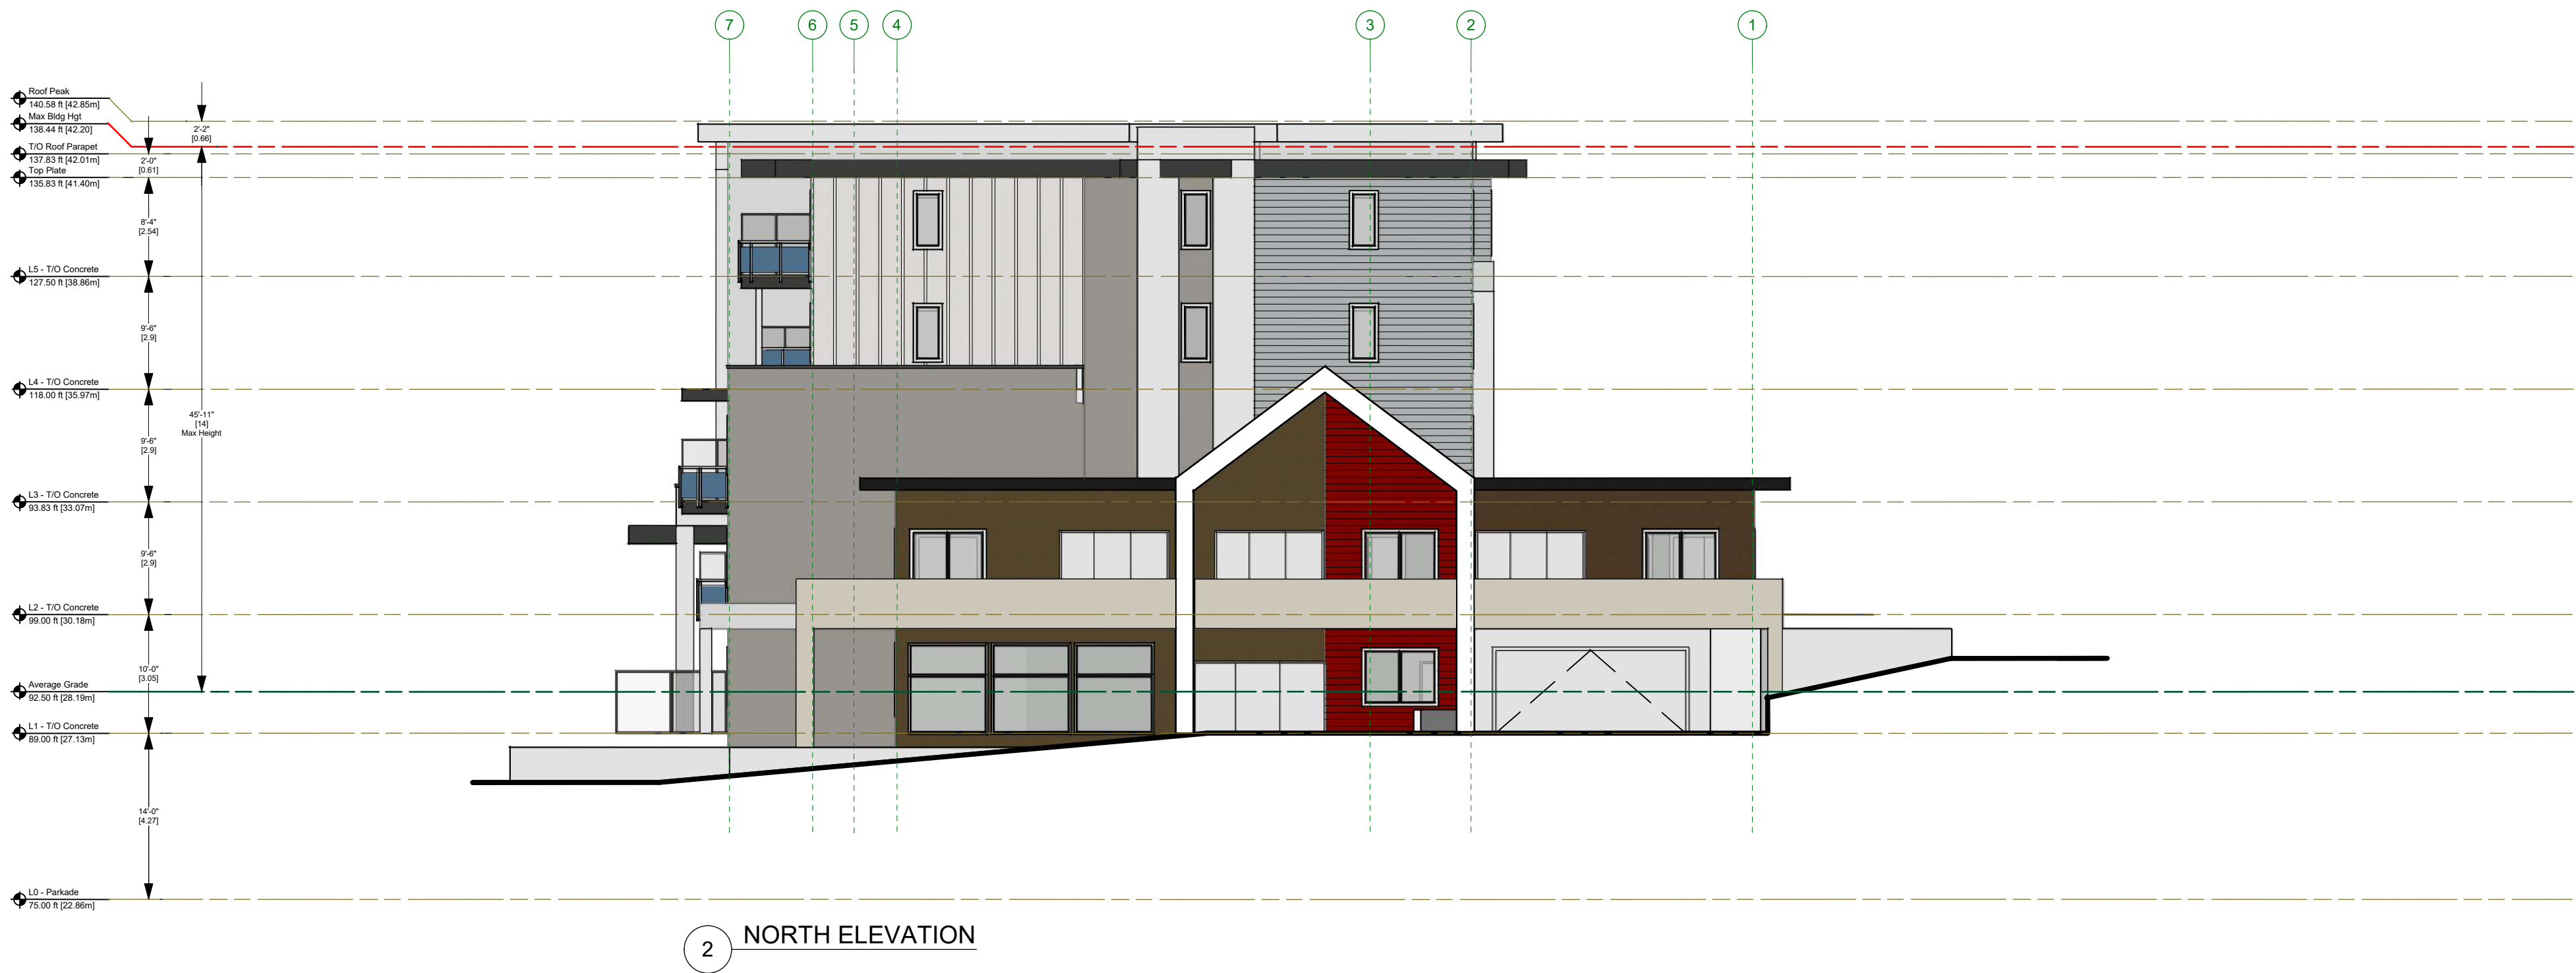 7 6 5 4 3 2 1
Roof Peak
140.58 ft [42.85m]
Max Bldg Hgt
138.44 ft [42.20]
T/O Roof Parapet
137.83 ft [42.01m]
Top Plate
135.83 ft [41.40m]
2'-2"
[0.66]
2'-0"
[0.61]
8'-4"
[2.54]
L5 - T/O Concrete
127.50 ft [38.86m]
9'-6"
[2.9]
L4 - T/O Concrete
118.00 ft [35.97m]
45'-11"
[14]
Max Height
9'-6"
[2.9]
L3 - T/O Concrete
93.83 ft [33.07m]
9'-6"
[2.9]
L2 - T/O Concrete
99.00 ft [30.18m]
10'-0"
[3.05]
Average Grade
92.50 ft [28.19m]
L1 - T/O Concrete
89.00 ft [27.13m]
14'-0"
[4.27]
L0 - Parkade
75.00 ft [22.86m]
2 NORTH ELEVATION